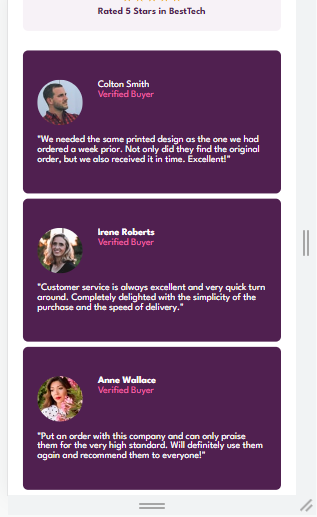 Rated 5 Stars in BestTech
Colton Smith
Verified Buyer
"We needed the same printed design as the one we had
ordered a week prior. Not only did they find the original
order, but we also received it in time. Excellent!"
Irene Roberts
Verified Buyer
"Customer service is always excellent and very quick turn
around. Completely delighted with the simplicity of the
purchase and the speed of delivery."
Anne Wallace
Verified Buyer
"Put an order with this company and can only praise
them for the very high standard. Will definitely use them
again and recommend them to everyone!"